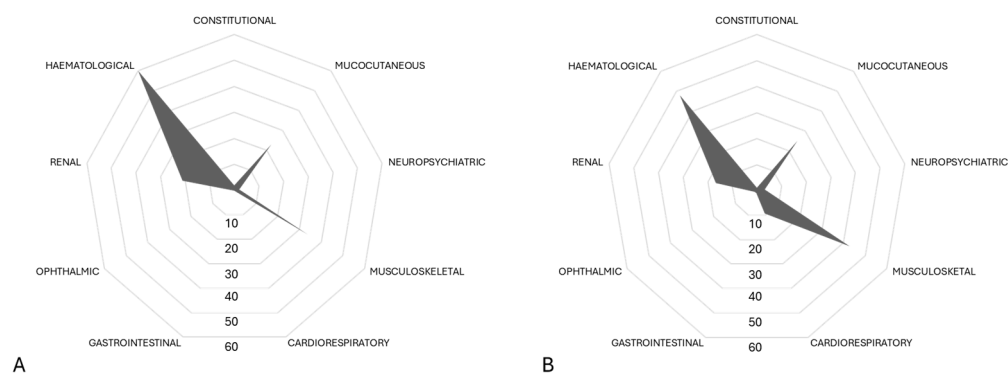 CONSTITUTIONAL
HAEMATOLOGICAL
MUCOCUTANEOUS
RENAL
NEUROPSYCHIATRIC
10
20
OPHTHALMIC
30
MUSCULOSKELETAL
40
50
GASTROINTESTINAL
60
CARDIORESPIRATORY
A
CONSTITUTIONAL
HAEMATOLOGICAL
MUCOCUTANEOUS
RENAL
NEUROPSYCHIATRIC
10
20
OPHTHALMIC
30
MUSCULOSKETAL
40
50
GASTROINTESTINAL
60
CARDIORESPIRATORY
B